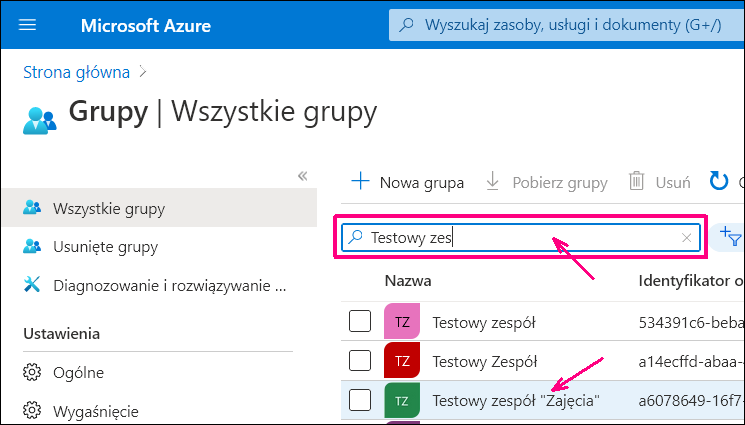 Microsoft Azure
Wyszukaj zasoby, usługi i dokumenty (G+/)
Strona główna
Grupy | Wszystkie grupy
«
Nowa grupa
Pobierz grupy
Usuń
Wszystkie grupy
Usunięte grupy
Diagnozowanie i rozwiązywanie ...
Ustawienia
Ogólne
Wygaśnięcie
Testowy zes
Nazwa
Identyfikator o
TZ
Testowy zespół
534391c6-beba
TZ
Testowy Zespół
a14ecffd-abaa-
TZ
Testowy zespół "Zajęcia"
a6078649-16f7-